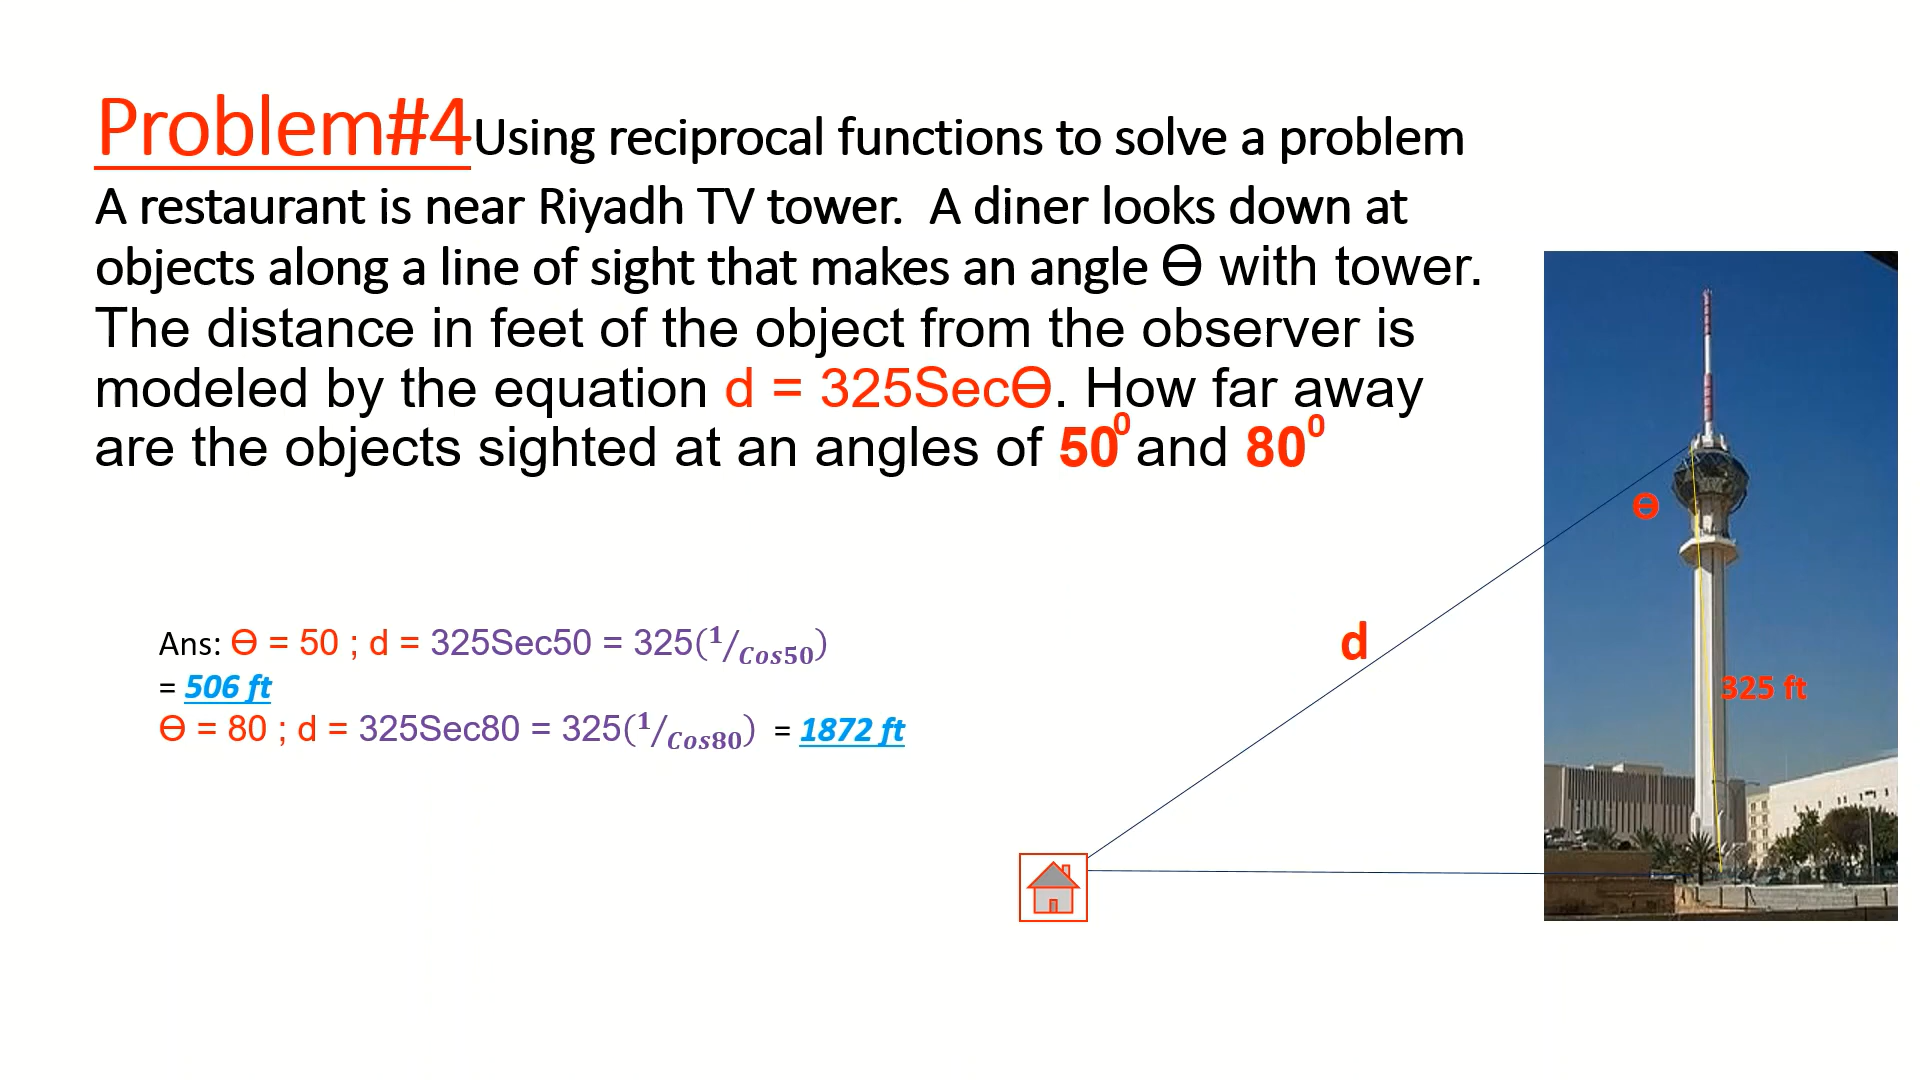 Problem#4Using reciprocal functions to solve a problem
A restaurant is near Riyadh TV tower. A diner looks down at
objects along a line of sight that makes an angle Ѳ with tower.
The distance in feet of the object from the observer is
modeled by the equation d = 325SecѲ. How far away
are the objects sighted at an angles of 50⁰ and 80⁰
Ѳ
d
325 ft
Ans: Ѳ = 50 ; d = 325Sec50 = 325(1/Cos50)
= 506 ft
Ѳ = 80 ; d = 325Sec80 = 325(1/Cos80) = 1872 ft